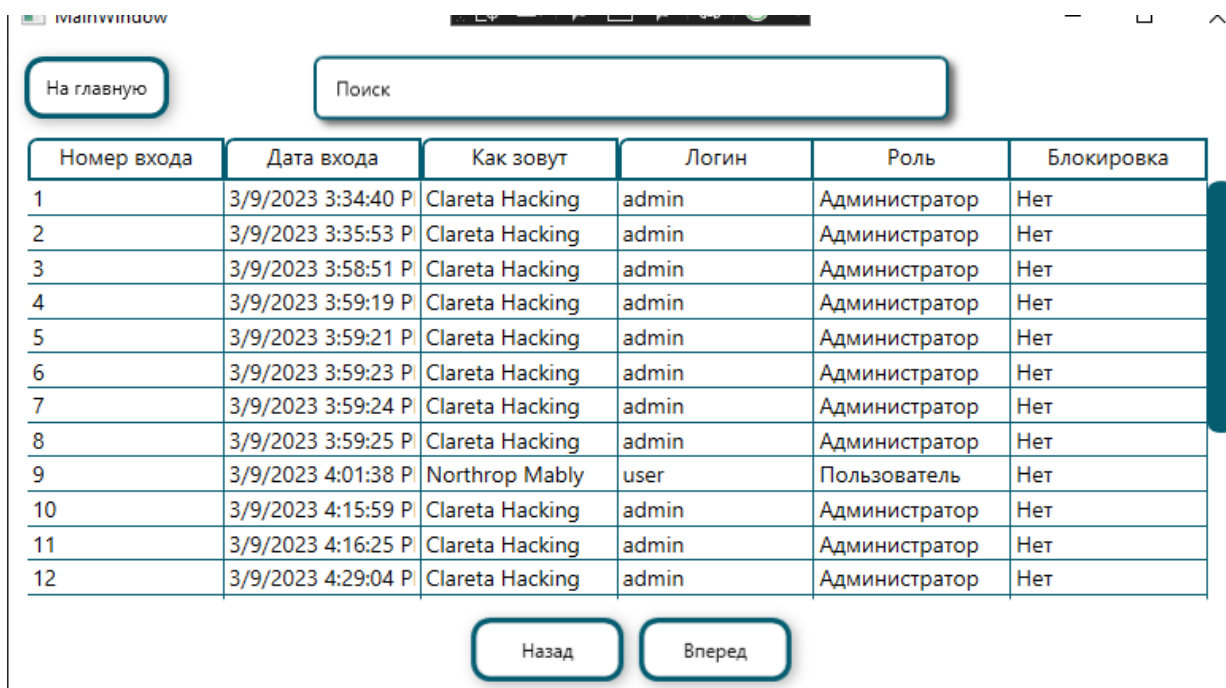 MainWindow
На главную
Поиск
Номер входа Дата входа Как зовут Логин Роль Блокировка
1 3/9/2023 3:34:40 P Clareta Hacking admin Администратор Нет
2 3/9/2023 3:35:53 P Clareta Hacking admin Администратор Нет
3 3/9/2023 3:58:51 P Clareta Hacking admin Администратор Нет
4 3/9/2023 3:59:19 P Clareta Hacking admin Администратор Нет
5 3/9/2023 3:59:21 P Clareta Hacking admin Администратор Нет
6 3/9/2023 3:59:23 P Clareta Hacking admin Администратор Нет
7 3/9/2023 3:59:24 P Clareta Hacking admin Администратор Нет
8 3/9/2023 3:59:25 P Clareta Hacking admin Администратор Нет
9 3/9/2023 4:01:38 P Northrop Mably user Пользователь Нет
10 3/9/2023 4:15:59 P Clareta Hacking admin Администратор Нет
11 3/9/2023 4:16:25 P Clareta Hacking admin Администратор Нет
12 3/9/2023 4:29:04 P Clareta Hacking admin Администратор Нет
Назад Вперед